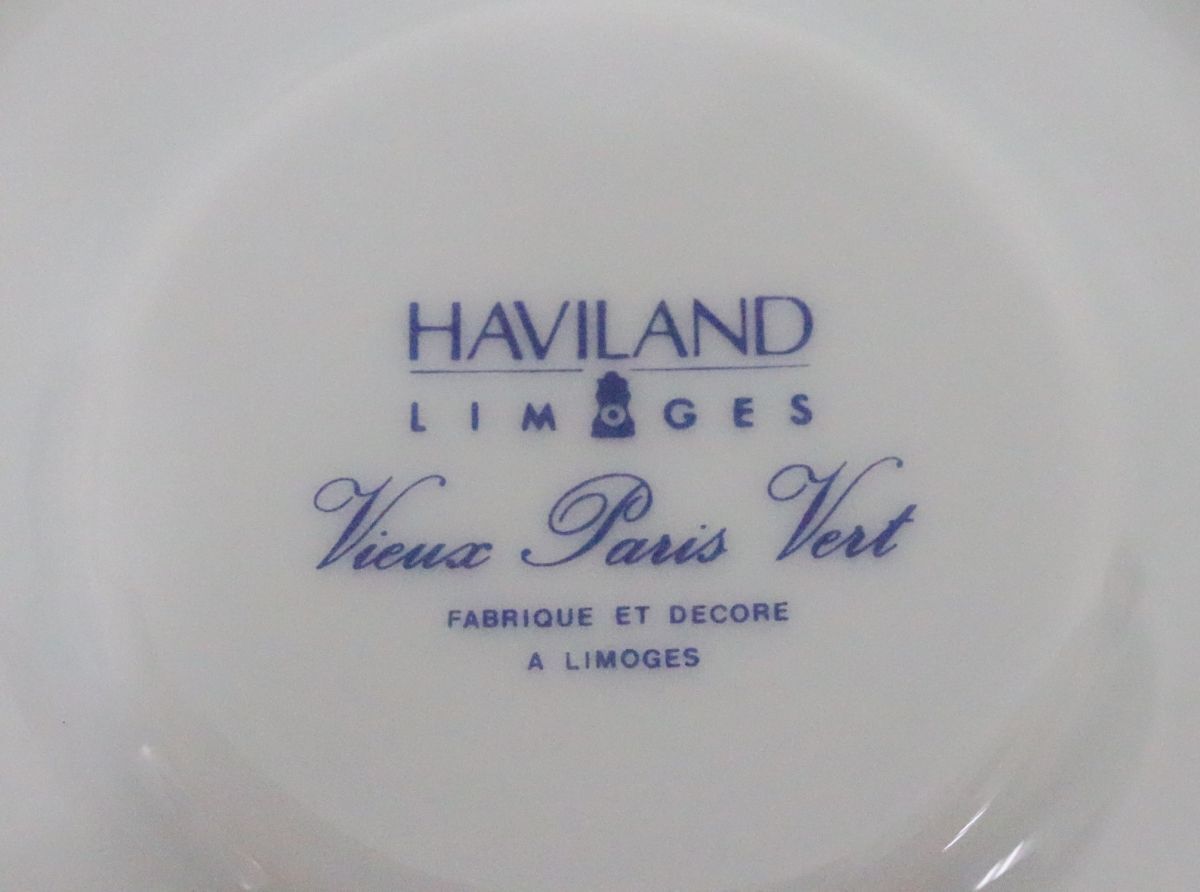 HAVILAND
LIMOGES
Vieux Paris Vert
FABRIQUE ET DECORE
A LIMOGES